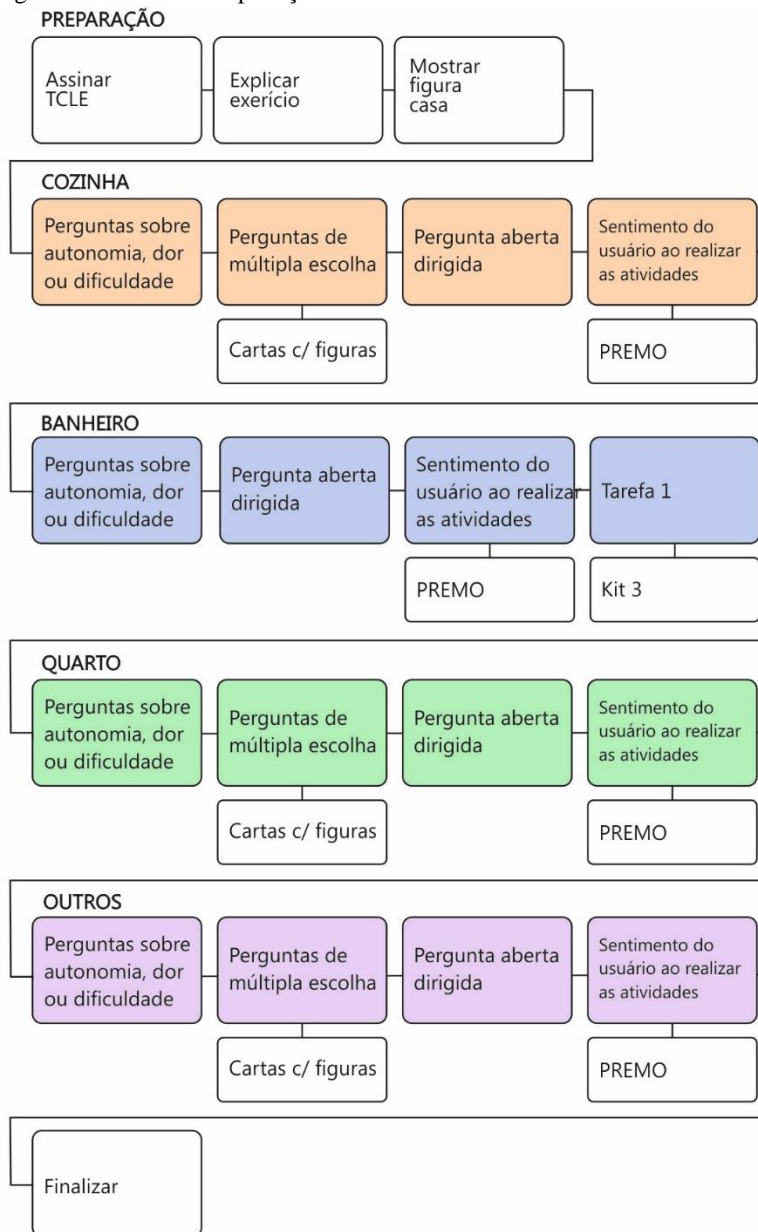 PREPARAÇÃO
Assinar
TCLE
Explicar
exerício
Mostrar
figura
casa
COZINHA
Perguntas sobre
autonomia, dor
ou dificuldade
Perguntas de
múltipla escolha
Pergunta aberta
dirigida
Sentimento do
usuário ao realizar
as atividades
Cartas c/ figuras
PREMO
BANHEIRO
Perguntas sobre
autonomia, dor
ou dificuldade
Pergunta aberta
dirigida
Sentimento do
usuário ao realizar
as atividades
Tarefa 1
PREMO
Kit 3
QUARTO
Perguntas sobre
autonomia, dor
ou dificuldade
Perguntas de
múltipla escolha
Pergunta aberta
dirigida
Sentimento do
usuário ao realizar
as atividades
Cartas c/ figuras
PREMO
OUTROS
Perguntas sobre
autonomia, dor
ou dificuldade
Perguntas de
múltipla escolha
Pergunta aberta
dirigida
Sentimento do
usuário ao realizar
as atividades
Cartas c/ figuras
PREMO
Finalizar